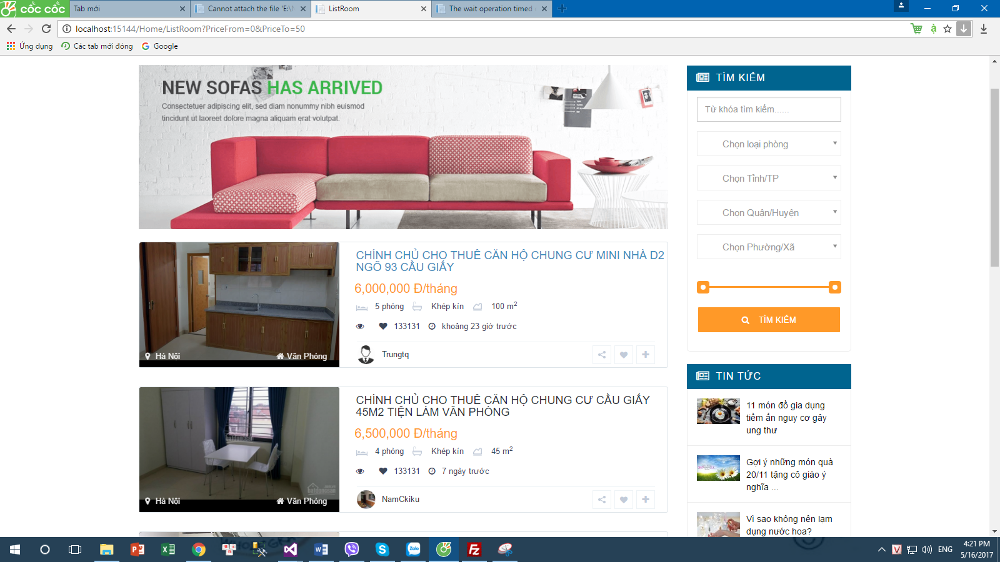 cốc cốc
Tab mới
Cannot attach the file 'E:\
ListRoom
The wait operation timed
localhost:15144/Home/ListRoom?PriceFrom=0&PriceTo=50
Ứng dụng
Các tab mới đóng
Google
NEW SOFAS HAS ARRIVED
Consectetuer adipiscing elit, sed diam nonummy nibh euismod
tincidunt ut laoreet dolore magna aliquam erat volutpat.
CHÍNH CHỦ CHO THUÊ CĂN HỘ CHUNG CƯ MINI NHÀ D2
NGÕ 93 CẦU GIẤY
6,000,000 Đ/tháng
5 phòng
Khép kín
100 m2
133131
khoảng 23 giờ trước
Hà Nội
Văn Phòng
Trungtq
CHÍNH CHỦ CHO THUÊ CĂN HỘ CHUNG CƯ CẦU GIẤY
45M2 TIỆN LÀM VĂN PHÒNG
6,500,000 Đ/tháng
4 phòng
Khép kín
45 m2
133131
7 ngày trước
batdongsan
Hà Nội
Văn Phòng
NamCkiku
TÌM KIẾM
Từ khóa tìm kiếm......
Chọn loại phòng
Chọn Tỉnh/TP
Chọn Quận/Huyện
Chọn Phường/Xã
TÌM KIẾM
TIN TỨC
11 món đồ gia dụng
tiềm ẩn nguy cơ gây
ung thư
Gợi ý những món quà
20/11 tặng cô giáo ý
nghĩa ...
Vì sao không nên lạm
dụng nước hoa?
ENG
4:21 PM
5/16/2017